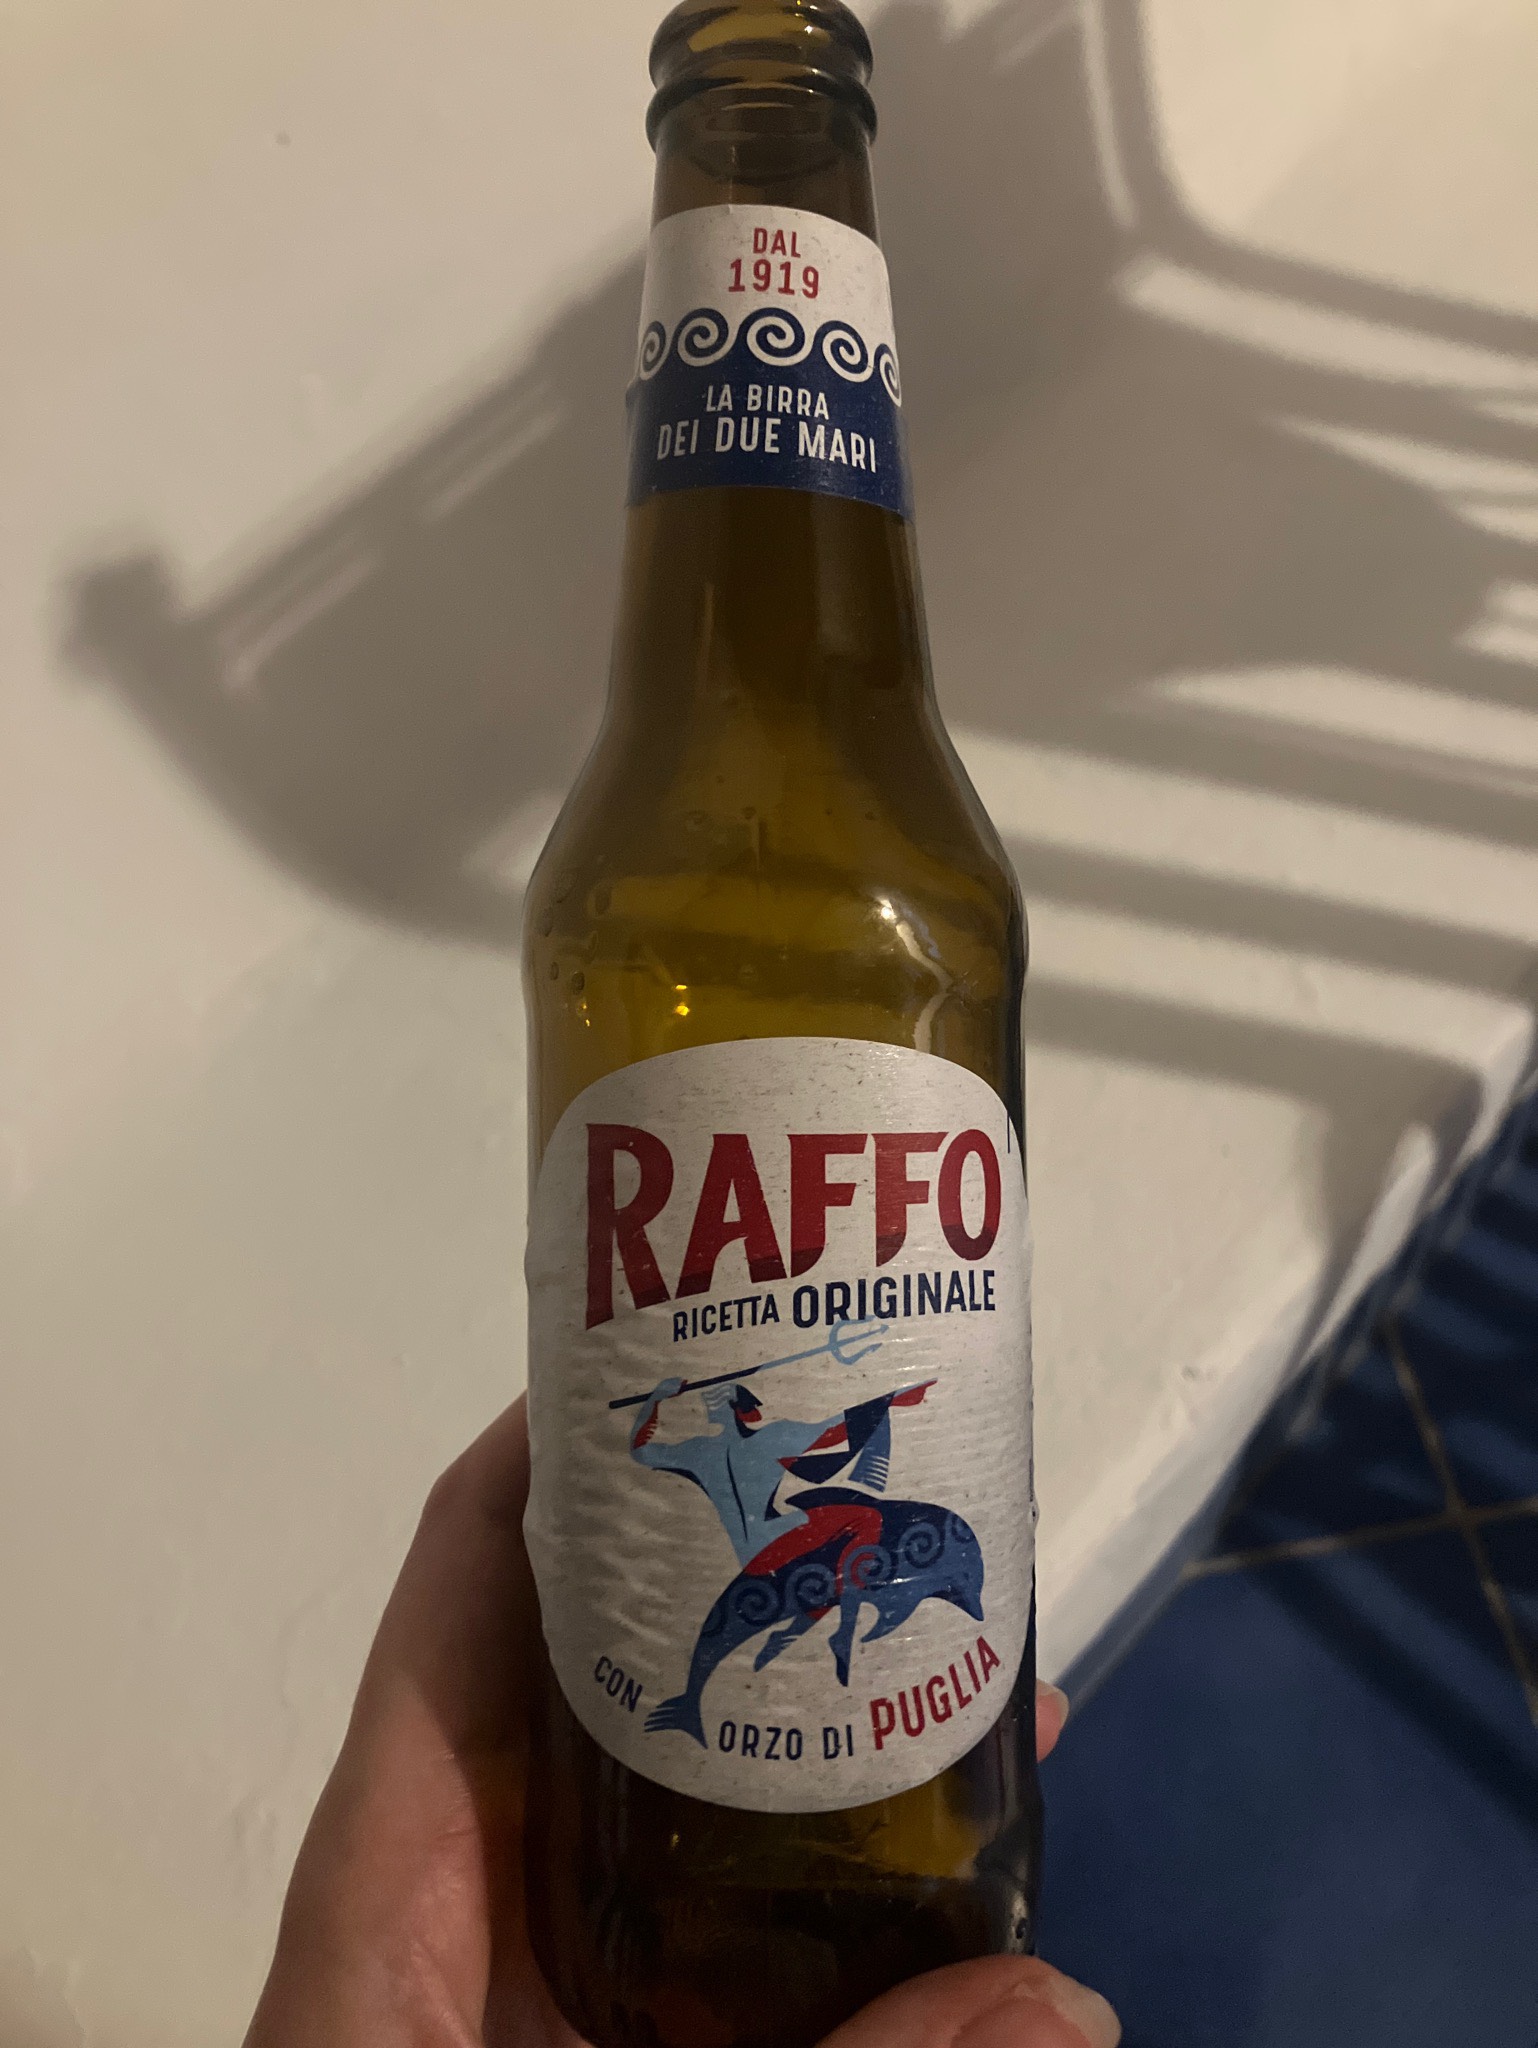 DAL
1919
LA BIRRA
DEI DUE MARI
RAFFO
RICETTA ORIGINALE
CON ORZO DI PUGLIA